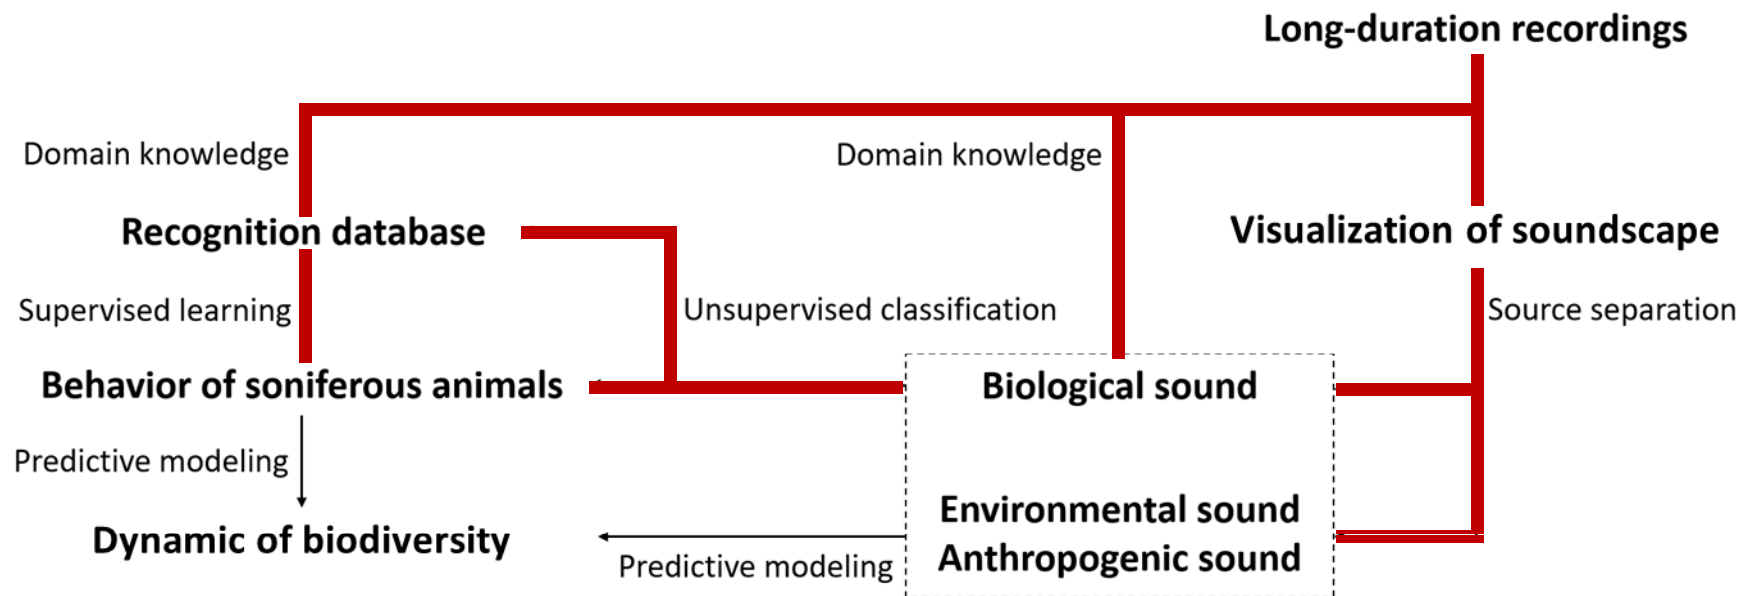 Long-duration recordings
Domain knowledge
Domain knowledge
Recognition database
Visualization of soundscape
Supervised learning
Unsupervised classification
Source separation
Behavior of soniferous animals
Biological sound
Predictive modeling
Environmental sound
Anthropogenic sound
Dynamic of biodiversity
Predictive modeling